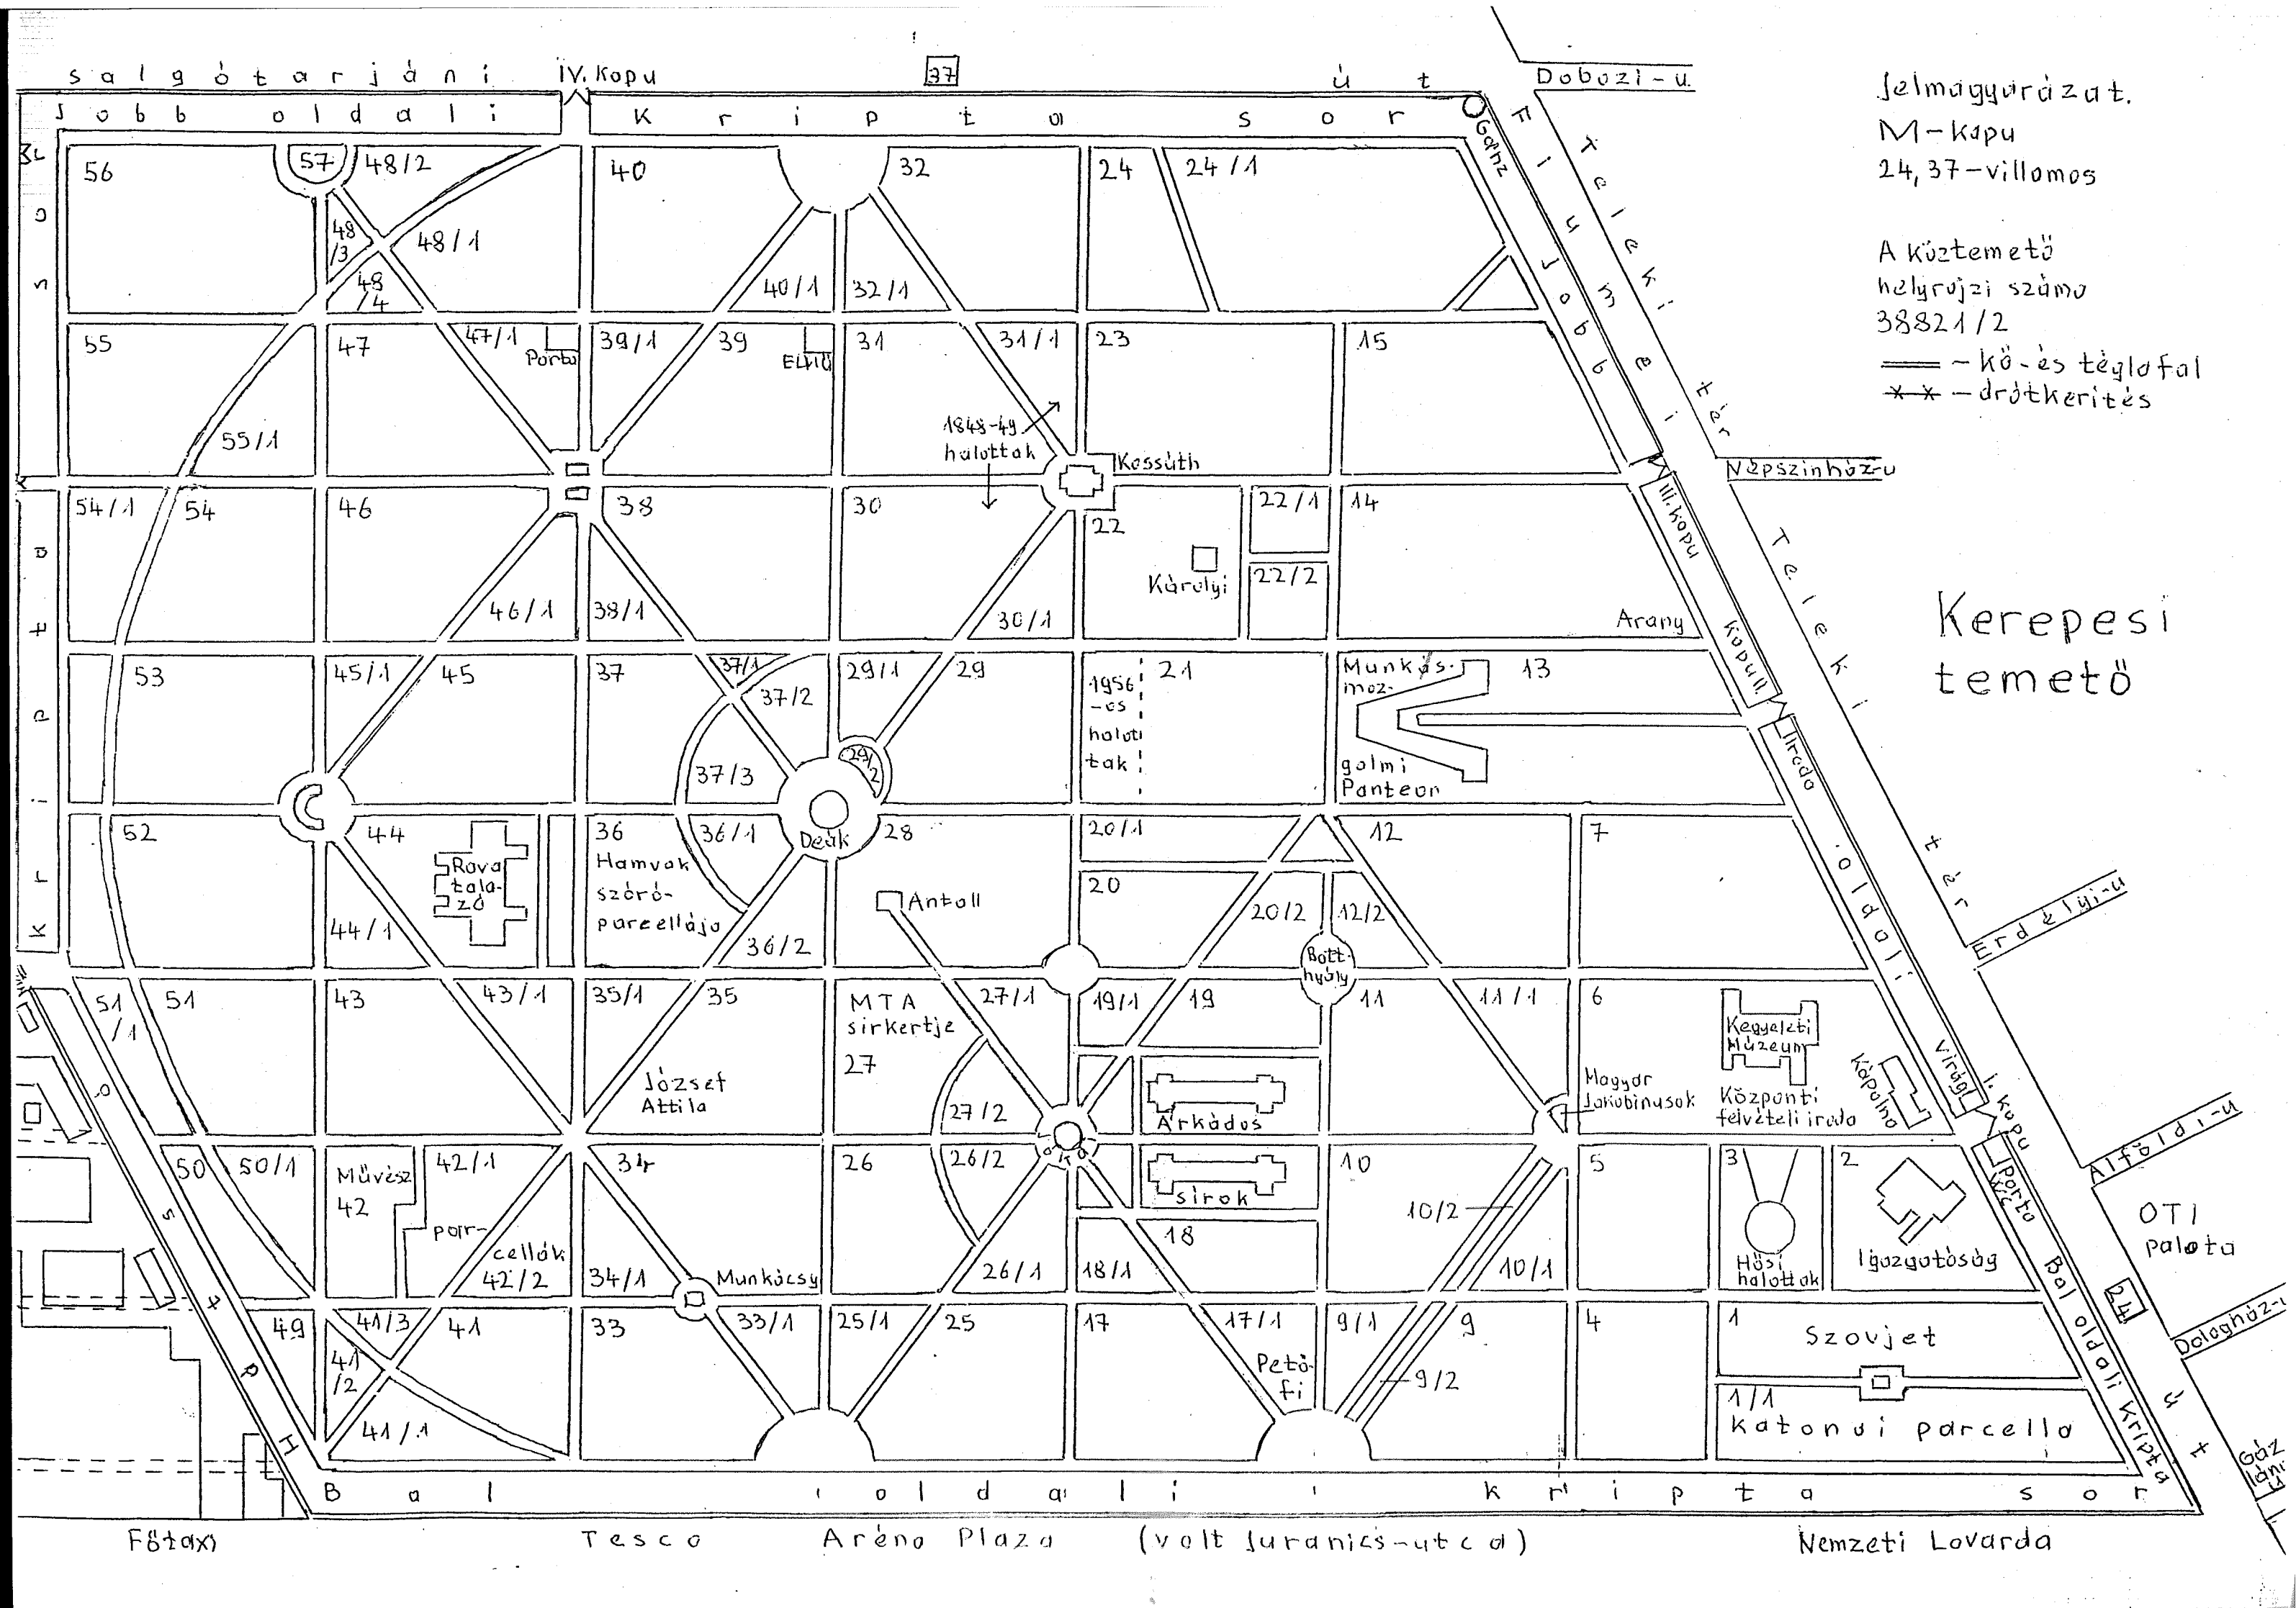 Salgótarjáni IV. Kapu 37 út
Dobozi-u.
Jobb oldali Kripta sor
Jelmagyarázat.
M-kapu
24, 37-villamos
A köztemető
helyrajzi száma
38821/2
- kő- és téglafal
x x - drótkerítés
Kerepesi
temető
Ganz
Fiumei út
Teleki tér
Jobb oldali
56
57
48/2
48/1
48
/3
48
/4
40
40/1
32
32/1
24
24/1
55
55/1
47
47/1
Porta
39/1
39
31
31/1
1848-49
halottak
23
15
Kossuth
Népszinház-u
54/1
54
46
46/1
38
38/1
30
30/1
22
Károlyi
22/1
22/2
14
Arany
III. kapu
Kapu II.
Teleki tér
53
45/1
45
37
37/1
37/2
37/3
29/1
29/2
29
1956
-os
halot
tak
21
Munkás-
moz-
galmi
Panteon
13
Iroda
52
44
44/1
Rava
tala-
zó
36
Hamvak
szóró-
parcellája
36/1
36/2
Deák
28
Antall
20/1
20
20/2
12
12/2
Batt-
hyány
7
Erdélyi-u
51
/1
51
43
43/1
35/1
35
József
Attila
MTA
sirkertje
27
27/1
27/2
19/1
19
Árkádos
11
11/1
Magyar
Jakobinusok
6
Kegyeleti
Múzeum
Központi
felvételi iroda
Kápolna
Virág
I. kapu
Alföldi-u
50
50/1
Művész
42
42/1
par-
cellák
42/2
34
34/1
Munkácsy
26
26/2
26/1
18/1
18
sírok
10
10/2
10/1
5
3
Hősi
halottak
2
Igazgatóság
Porta
WC
OTI
palota
24
Dologház-u
49
41/3
41
41
/2
41/1
33
33/1
25/1
25
17
17/1
Petó-
fi
9/1
9
9/2
4
1
Szovjet
1/1
Katonai parcella
Bal oldali Kripta
Kripta sor
Hpstó
Bal oldali kripta sor
Főtaxi
Tesco Aréna Plaza (volt Juranics-utca)
Nemzeti Lovarda